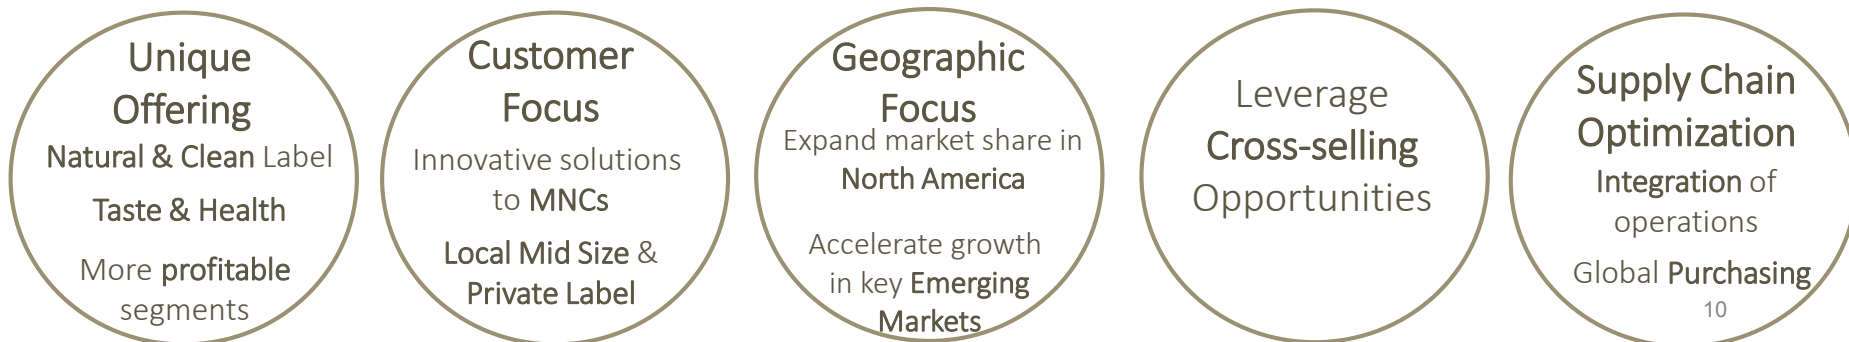 Unique
Offering
Natural & Clean Label
Taste & Health
More profitable
segments
Customer
Focus
Innovative solutions
to MNCs
Local Mid Size &
Private Label
Geographic
Focus
Expand market share in
North America
Accelerate growth
in key Emerging
Markets
Leverage
Cross-selling
Opportunities
Supply Chain
Optimization
Integration of
operations
Global Purchasing
10